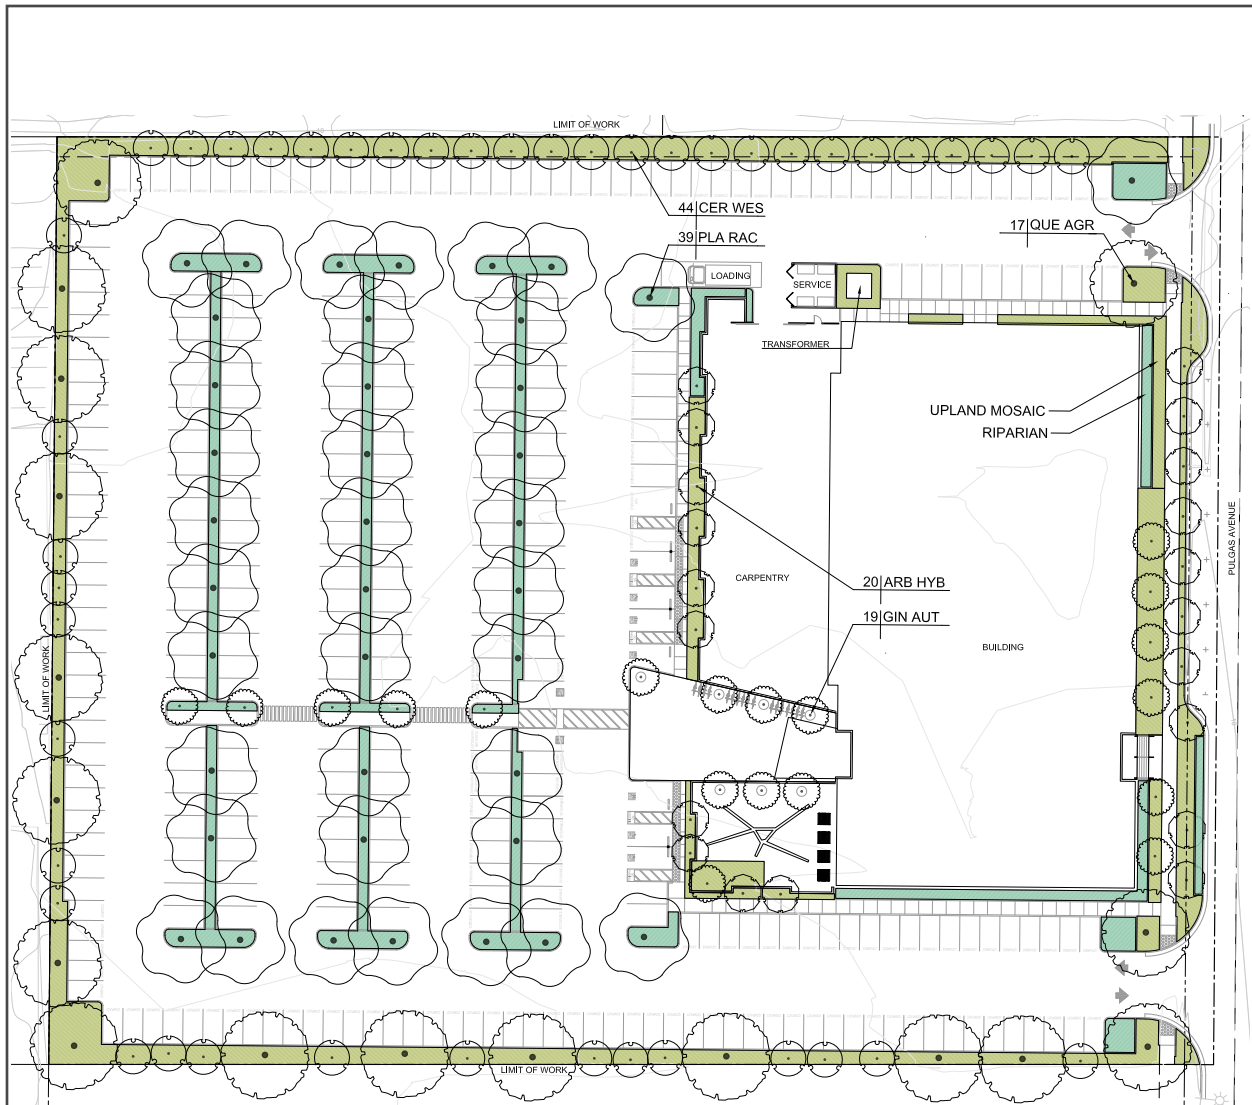 LIMIT OF WORK
44 CER WES
39 PLA RAC
17 QUE AGR
LOADING
SERVICE
TRANSFORMER
UPLAND MOSAIC
RIPARIAN
PULGAS AVENUE
CARPENTRY
20 ARB HYB
19 GIN AUT
BUILDING
LIMIT OF WORK
LIMIT OF WORK